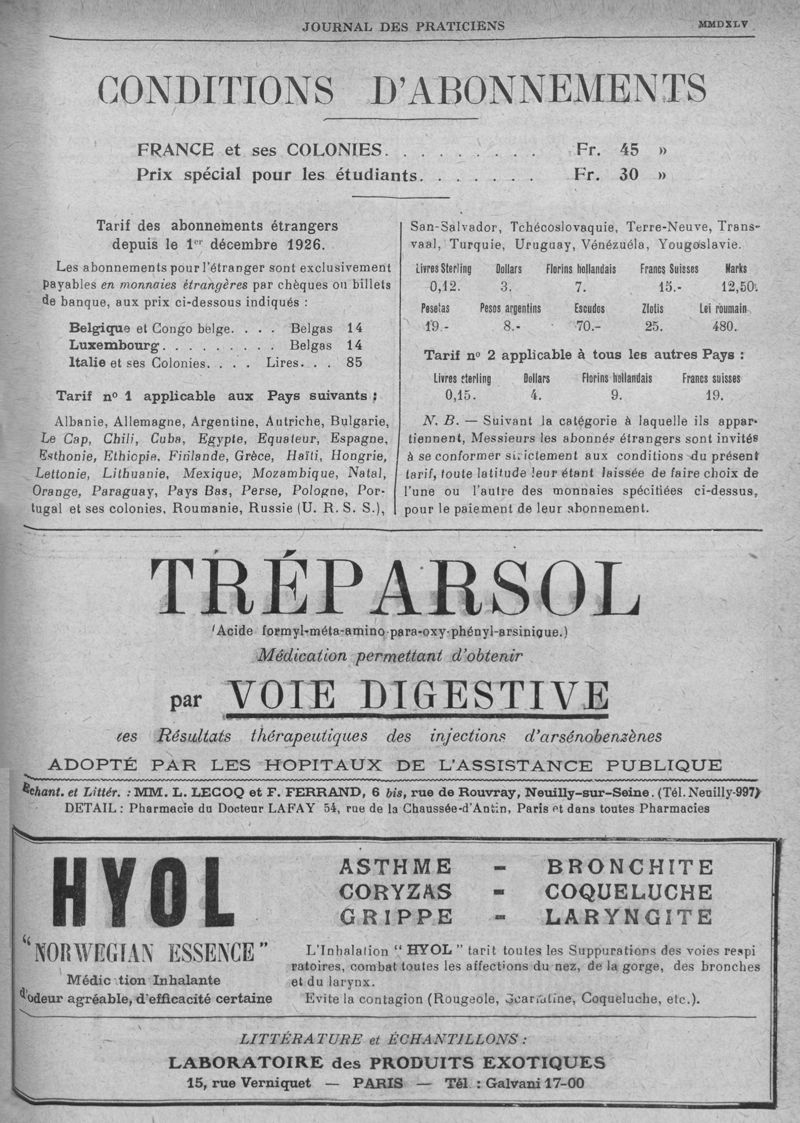 JOURNAL DES PRATICIENS MMDXLV
CONDITIONS D'ABONNEMENTS
FRANCE et ses COLONIES. . . . . . . . . Fr. 45 »
Prix spécial pour les étudiants. . . . . . . Fr. 30 »
Tarif des abonnements étrangers
depuis le 1er décembre 1926.
Les abonnements pour l'étranger sont exclusivement
payables en monnaies étrangères par chèques ou billets
de banque, aux prix ci-dessous indiqués :
Belgique et Congo belge. . . . Belgas 14
Luxembourg. . . . . . . . . Belgas 14
Italie et ses Colonies. . . . Lires. . . 85
Tarif nº 1 applicable aux Pays suivants :
Albanie, Allemagne, Argentine, Autriche, Bulgarie,
Le Cap, Chili, Cuba, Egypte, Equateur, Espagne,
Esthonie, Ethiopie, Finlande, Grèce, Haïti, Hongrie,
Lettonie, Lithuanie, Mexique, Mozambique, Natal,
Orange, Paraguay, Pays Bas, Perse, Pologne, Por-
tugal et ses colonies, Roumanie, Russie (U. R. S. S.),
San-Salvador, Tchécoslovaquie, Terre-Neuve, Trans-
vaal, Turquie, Uruguay, Vénézuéla, Yougoslavie.
Livres Sterling Dollars Florins hollandais Francs Suisses Marks
0,12. 3. 7. 15.- 12,50.
Pesetas Pesos argentins Escudos Zlotis Lei roumain
19.- 8.- 70.- 25. 480.
Tarif nº 2 applicable à tous les autres Pays :
Livres sterling Dollars Florins hollandais Francs suisses
0,15. 4. 9. 19.
N. B. — Suivant la catégorie à laquelle ils appar-
tiennent, Messieurs les abonnés étrangers sont invités
à se conformer strictement aux conditions du présent
tarif, toute latitude leur étant laissée de faire choix de
l'une ou l'autre des monnaies spécifiées ci-dessus,
pour le paiement de leur abonnement.
TRÉPARSOL
(Acide formyl-méta-amino-para-oxy-phényl-arsinique.)
Médication permettant d'obtenir
par VOIE DIGESTIVE
les Résultats thérapeutiques des injections d'arsénobenzènes
ADOPTÉ PAR LES HOPITAUX DE L'ASSISTANCE PUBLIQUE
Echant. et Littér. : MM. L. LECOQ et F. FERRAND, 6 bis, rue de Rouvray, Neuilly-sur-Seine. (Tél. Neuilly-997)
DETAIL : Pharmacie du Docteur LAFAY 54, rue de la Chaussée-d'Antin, Paris et dans toutes Pharmacies
HYOL
"NORWEGIAN ESSENCE"
Médic tion Inhalante
d'odeur agréable, d'efficacité certaine
ASTHME - BRONCHITE
CORYZAS - COQUELUCHE
GRIPPE - LARYNGITE
L'Inhalation " HYOL " tarit toutes les Suppurations des voies respi
ratoires, combat toutes les affections du nez, de la gorge, des bronches
et du larynx.
Evite la contagion (Rougeole, Scarlatine, Coqueluche, etc.).
LITTÉRATURE et ÉCHANTILLONS :
LABORATOIRE des PRODUITS EXOTIQUES
15, rue Verniquet — PARIS — Tél. : Galvani 17-00